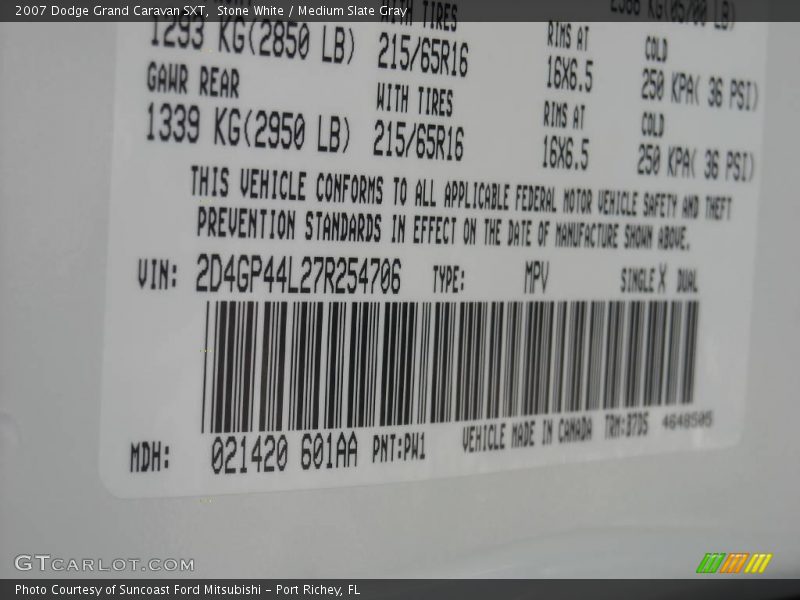 2007 Dodge Grand Caravan SXT, Stone White / Medium Slate Gray
WITH TIRES
1293 KG(2850 LB) 215/65R16 RIMS AT 16X6.5 COLD 250 KPA( 36 PSI)
GAWR REAR
1339 KG(2950 LB) WITH TIRES 215/65R16 RIMS AT 16X6.5 COLD 250 KPA( 36 PSI)
THIS VEHICLE CONFORMS TO ALL APPLICABLE FEDERAL MOTOR VEHICLE SAFETY AND THEFT
PREVENTION STANDARDS IN EFFECT ON THE DATE OF MANUFACTURE SHOWN ABOVE.
VIN: 2D4GP44L27R254706 TYPE: MPV SINGLE X DUAL
MDH: 021420 601AA PNT:PW1 VEHICLE MADE IN CANADA TRM:B7D5 4648505
GTCARLOT.COM
Photo Courtesy of Suncoast Ford Mitsubishi - Port Richey, FL